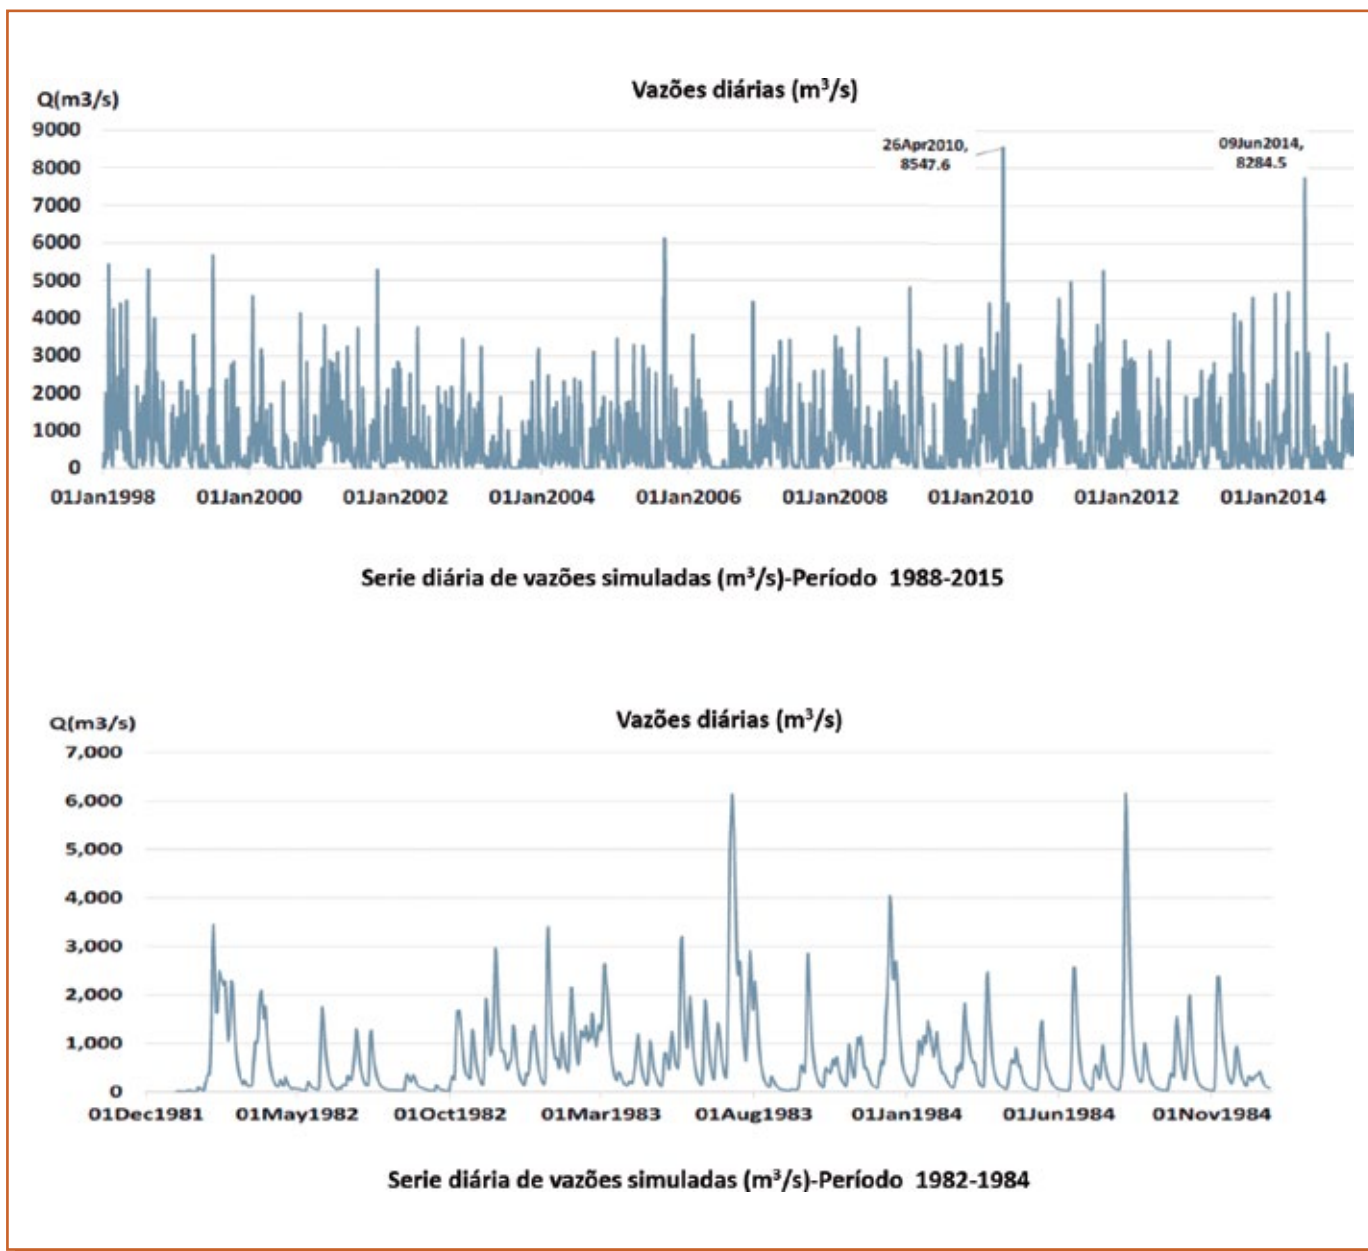 Vazões diárias (m³/s)
Q(m3/s)
9000
26Apr2010,
8547.6
09Jun2014,
8284.5
8000
7000
6000
5000
4000
3000
2000
1000
0
01Jan1998 01Jan2000 01Jan2002 01Jan2004 01Jan2006 01Jan2008 01Jan2010 01Jan2012 01Jan2014
Serie diária de vazões simuladas (m³/s)-Período 1988-2015
Vazões diárias (m³/s)
Q(m3/s)
7,000
6,000
5,000
4,000
3,000
2,000
1,000
0
01Dec1981 01May1982 01Oct1982 01Mar1983 01Aug1983 01Jan1984 01Jun1984 01Nov1984
Serie diária de vazões simuladas (m³/s)-Período 1982-1984